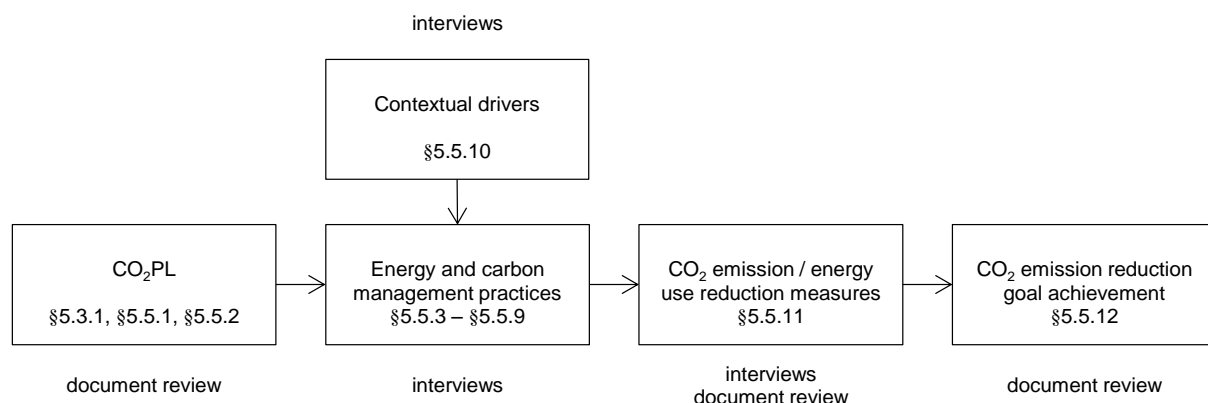 interviews
Contextual drivers
§5.5.10
CO₂PL
§5.3.1, §5.5.1, §5.5.2
Energy and carbon
management practices
§5.5.3 – §5.5.9
CO₂ emission / energy
use reduction measures
§5.5.11
CO₂ emission reduction
goal achievement
§5.5.12
document review
interviews
interviews
document review
document review